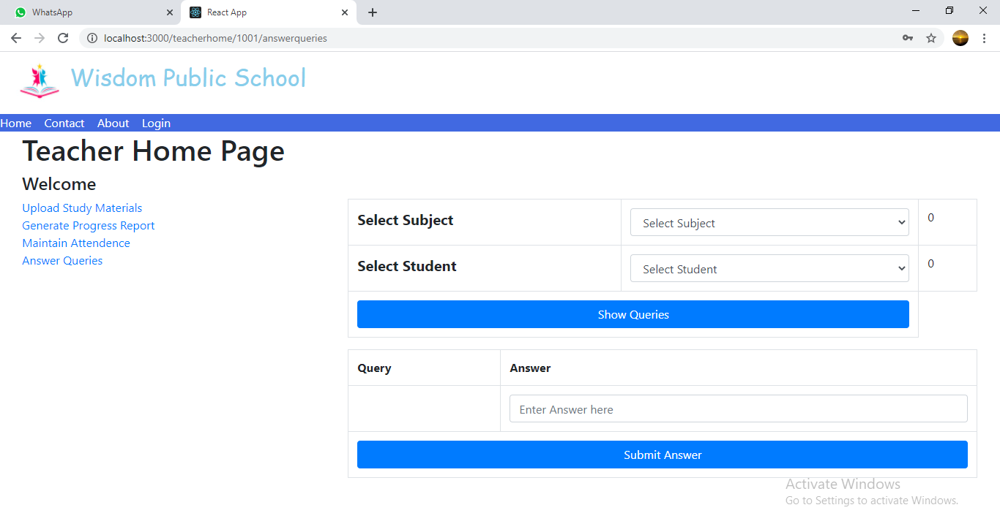 WhatsApp
React App
localhost:3000/teacherhome/1001/answerqueries
Wisdom Public School
Home Contact About Login
Teacher Home Page
Welcome
Upload Study Materials
Generate Progress Report
Maintain Attendence
Answer Queries
Select Subject Select Subject 0
Select Student Select Student 0
Show Queries
Query Answer
Enter Answer here
Submit Answer
Activate Windows
Go to Settings to activate Windows.